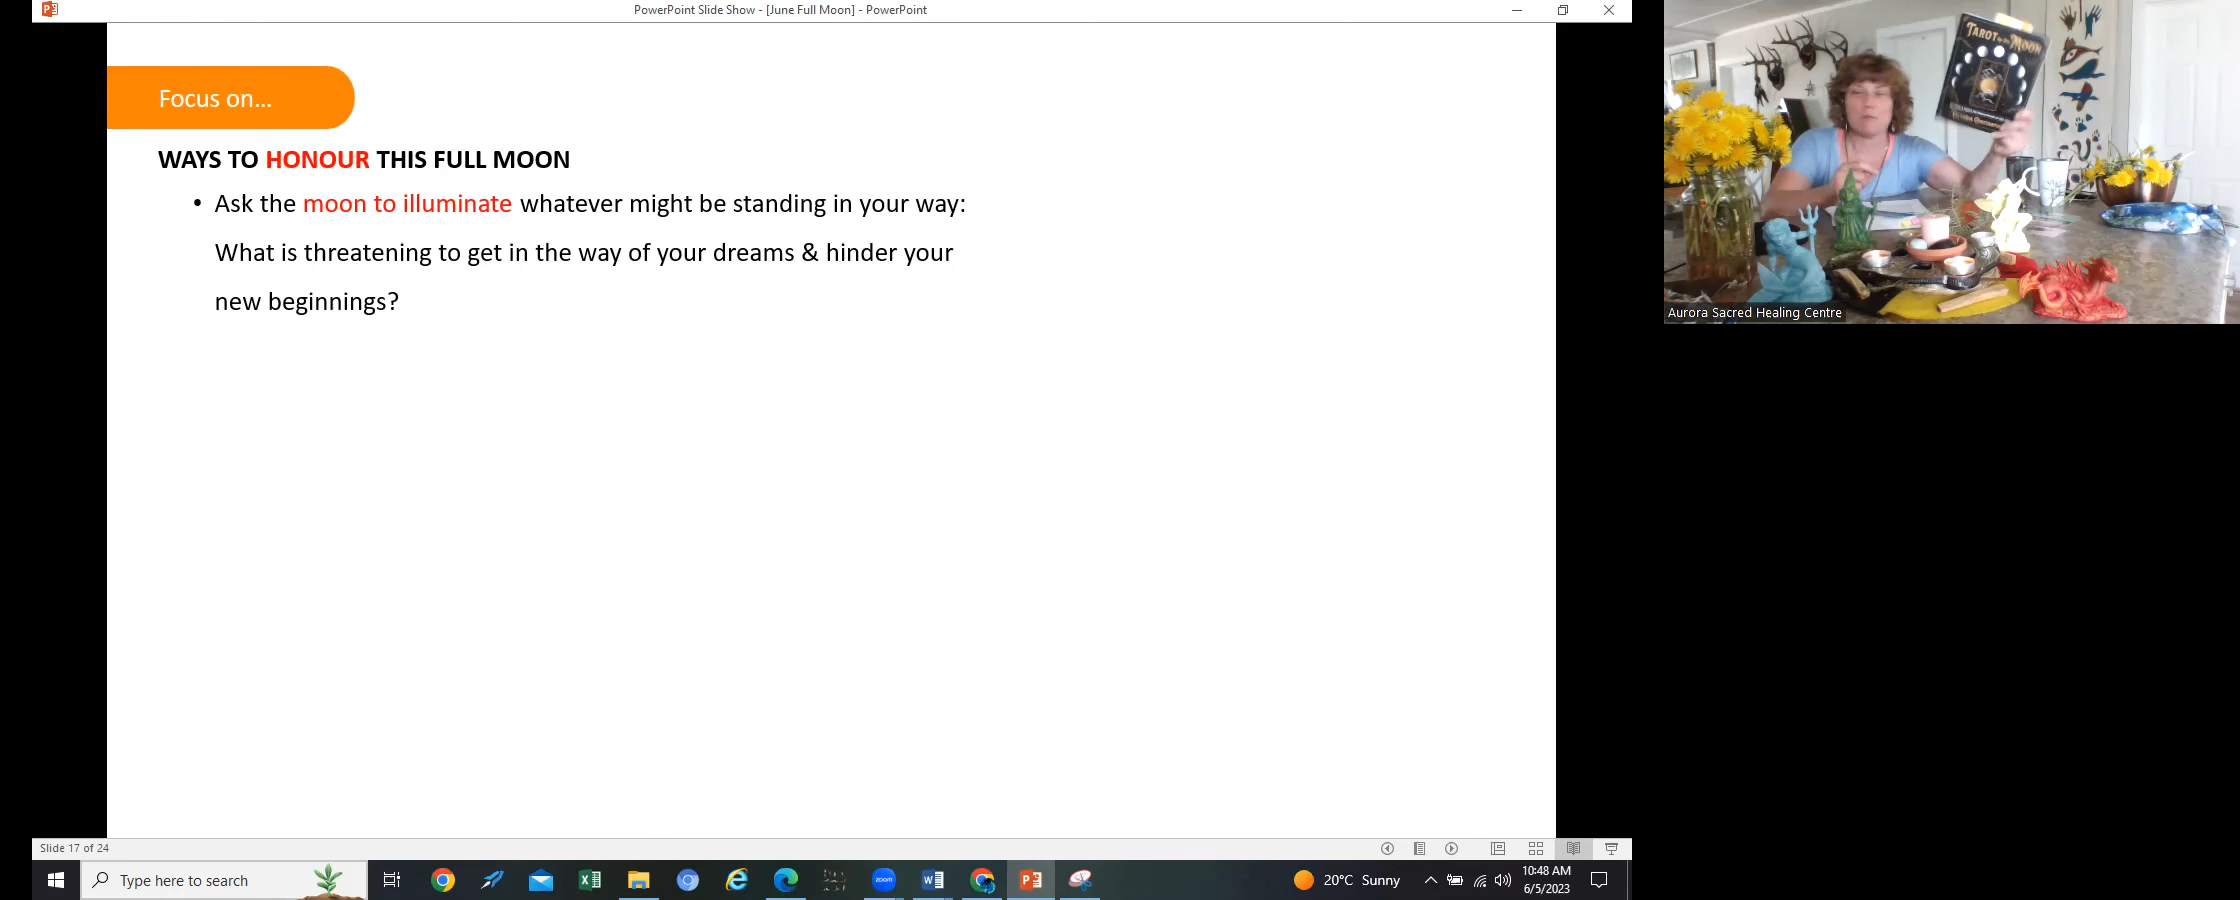 PowerPoint Slide Show - [June Full Moon] - PowerPoint
Focus on...
WAYS TO HONOUR THIS FULL MOON
• Ask the moon to illuminate whatever might be standing in your way:
What is threatening to get in the way of your dreams & hinder your
new beginnings?
TAROT by the MOON
Aurora Sacred Healing Centre
Slide 17 of 24
Type here to search
zoom
20°C Sunny
10:48 AM
6/5/2023